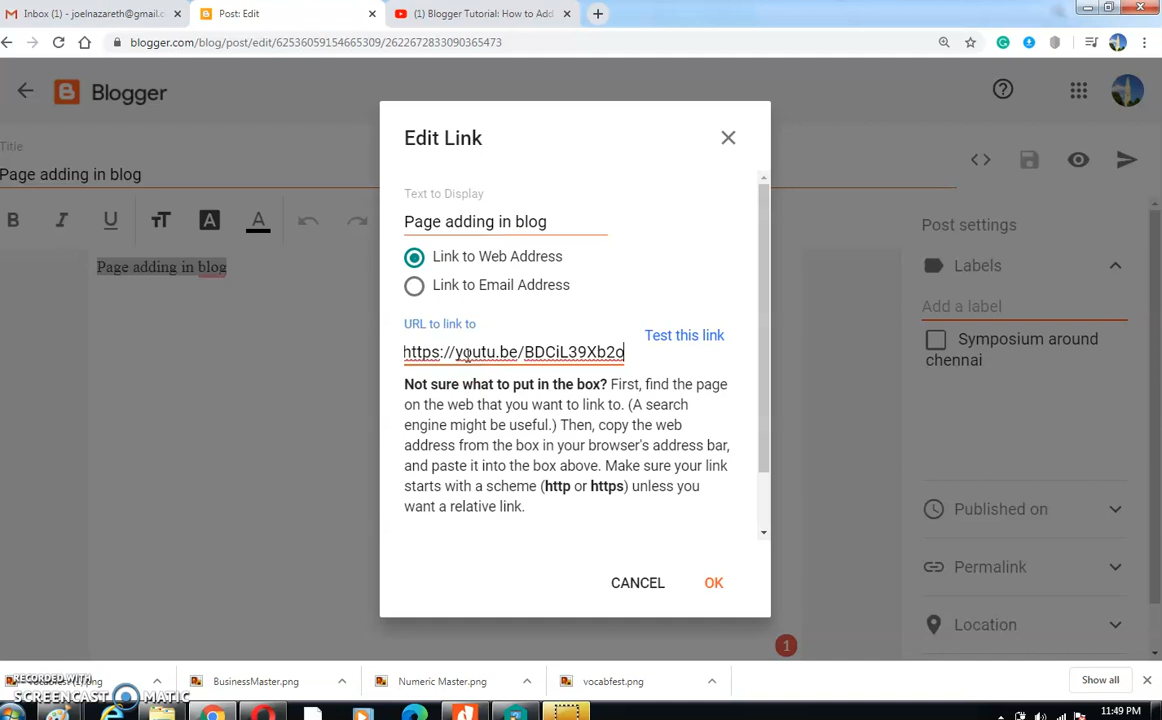 Inbox (1) - joelnazareth@gmail.c
Post: Edit
(1) Blogger Tutorial: How to Add
blogger.com/blog/post/edit/62536059154665309/2622672833090365473
Blogger
Title
Page adding in blog
B I U TT A A
Page adding in blog
Edit Link
Text to Display
Page adding in blog
Link to Web Address
Link to Email Address
URL to link to
https://youtu.be/BDCiL39Xb2o
Test this link
Not sure what to put in the box? First, find the page
on the web that you want to link to. (A search
engine might be useful.) Then, copy the web
address from the box in your browser's address bar,
and paste it into the box above. Make sure your link
starts with a scheme (http or https) unless you
want a relative link.
CANCEL
OK
Post settings
Labels
Add a label
Symposium around
chennai
Published on
Permalink
Location
1
BusinessMaster.png
Numeric Master.png
vocabfest.png
Show all
RECORDED WITH
SCREENCAST MATIC
11:49 PM